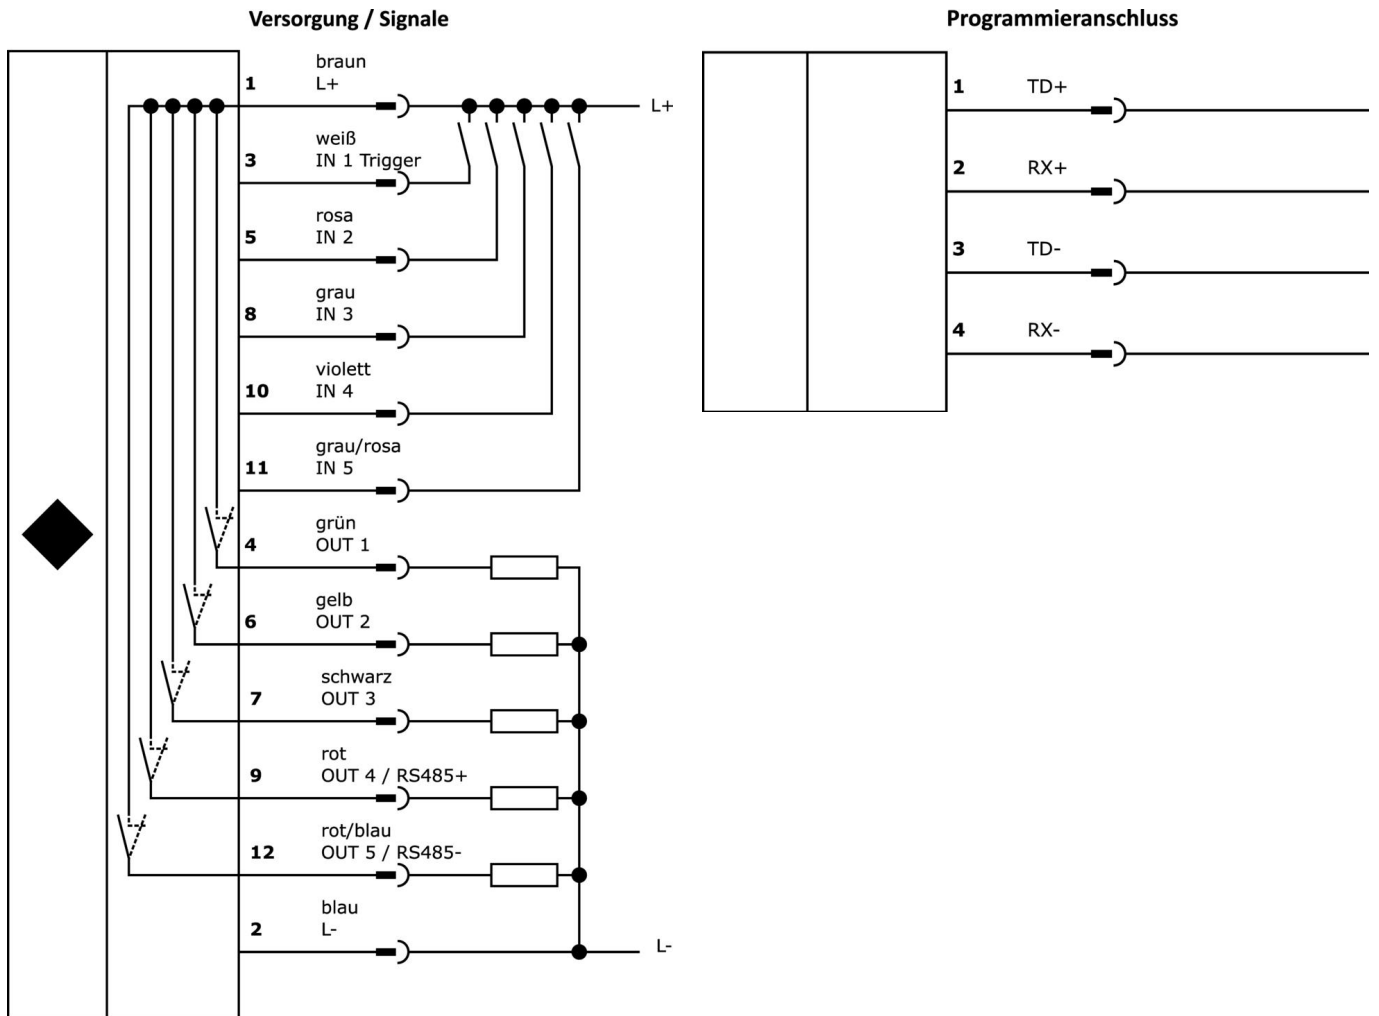 Versorgung / Signale
braun
1 L+
L+
weiß
3 IN 1 Trigger
rosa
5 IN 2
grau
8 IN 3
violett
10 IN 4
grau/rosa
11 IN 5
grün
4 OUT 1
gelb
6 OUT 2
schwarz
7 OUT 3
rot
9 OUT 4 / RS485+
rot/blau
12 OUT 5 / RS485-
blau
2 L-
L-
Programmieranschluss
1 TD+
2 RX+
3 TD-
4 RX-